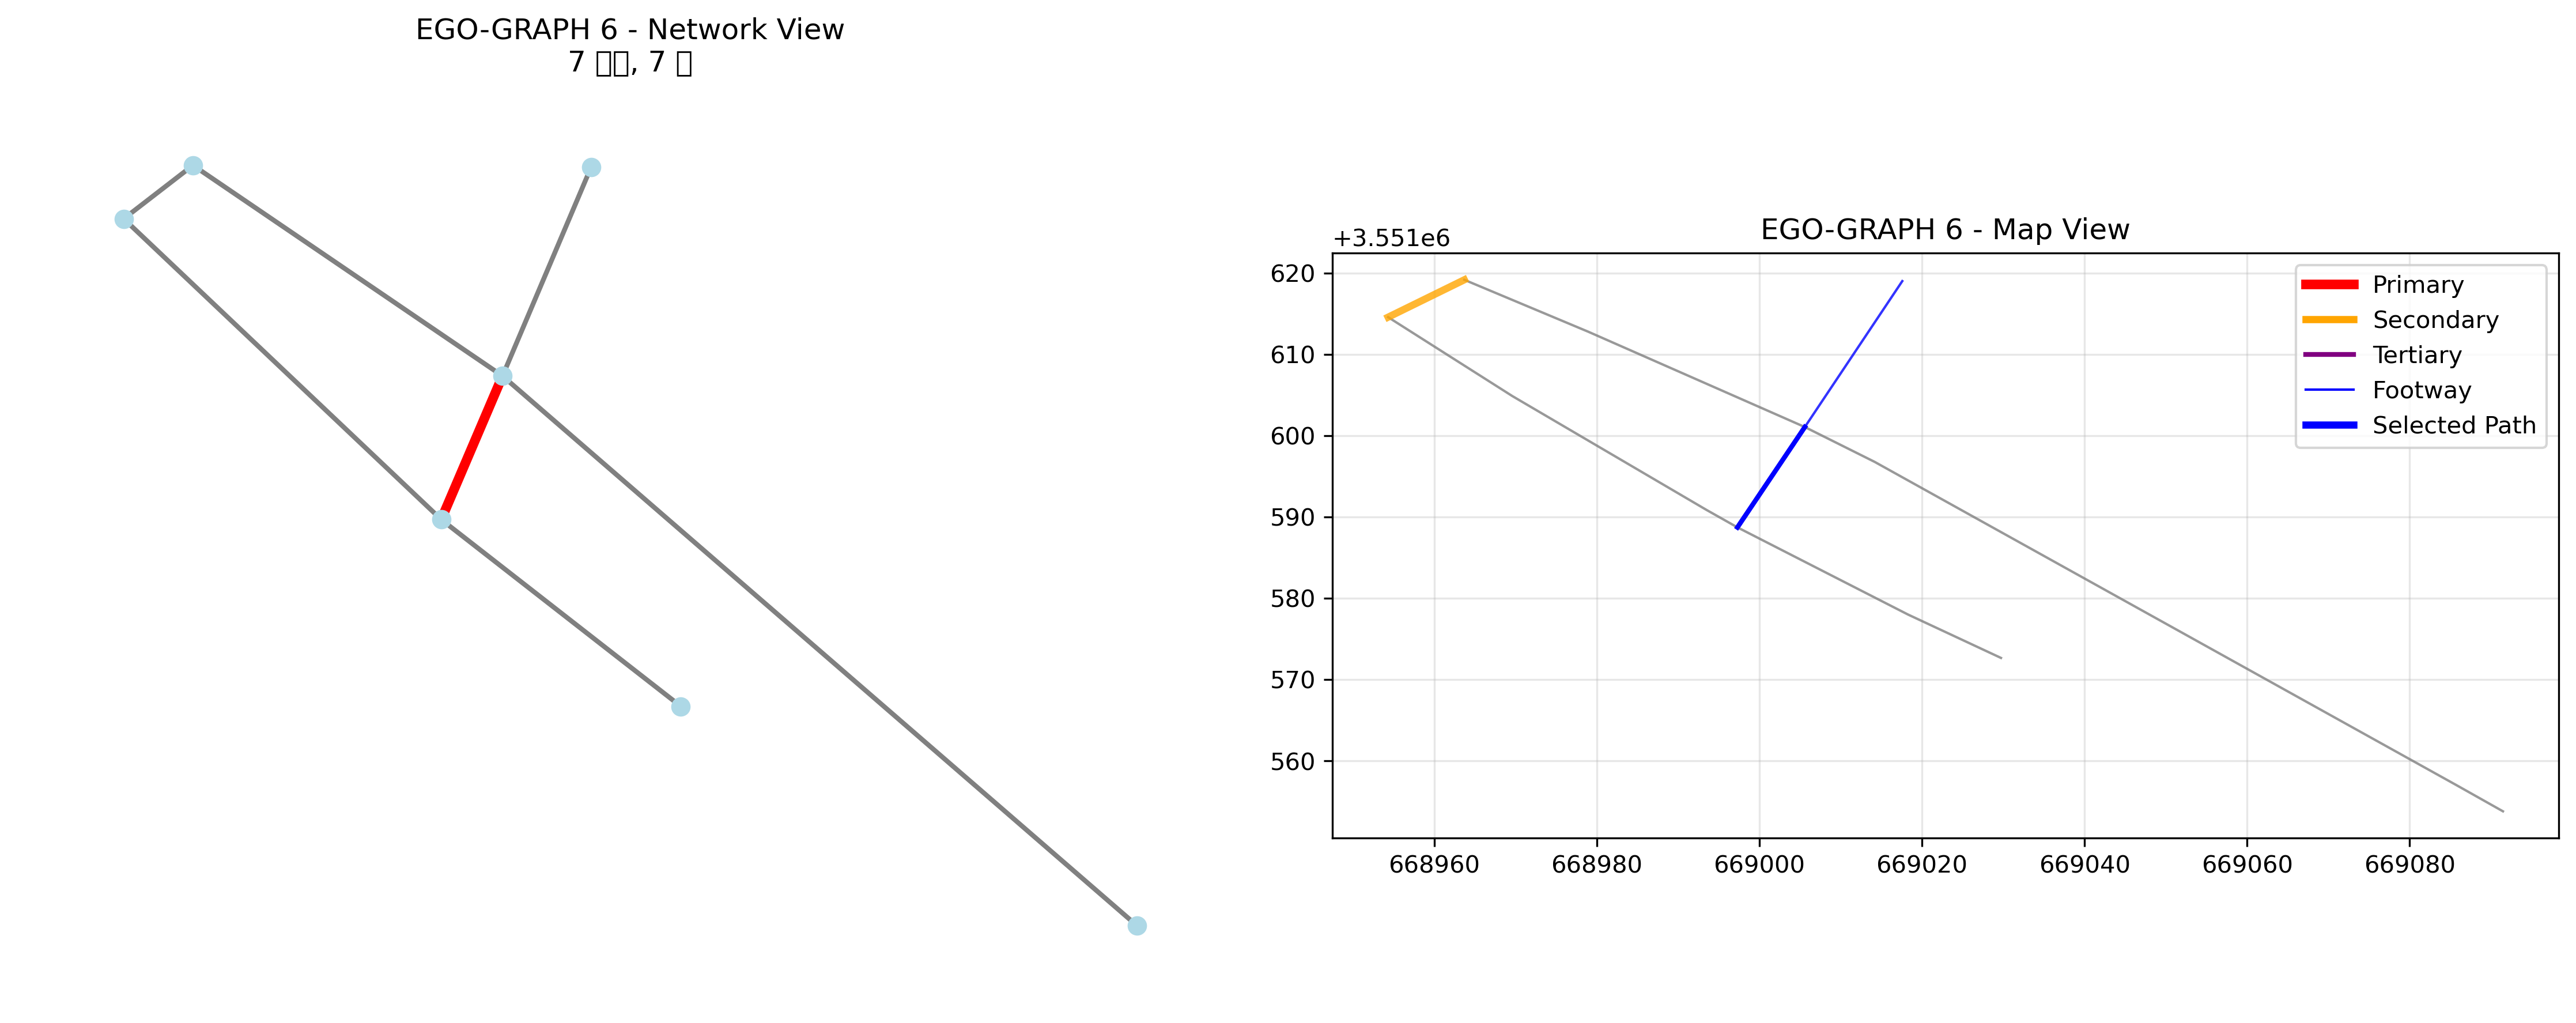 EGO-GRAPH 6 - Network View
7 , 7
EGO-GRAPH 6 - Map View
+3.551e6
620
610
600
590
580
570
560
668960 668980 669000 669020 669040 669060 669080
Primary
Secondary
Tertiary
Footway
Selected Path